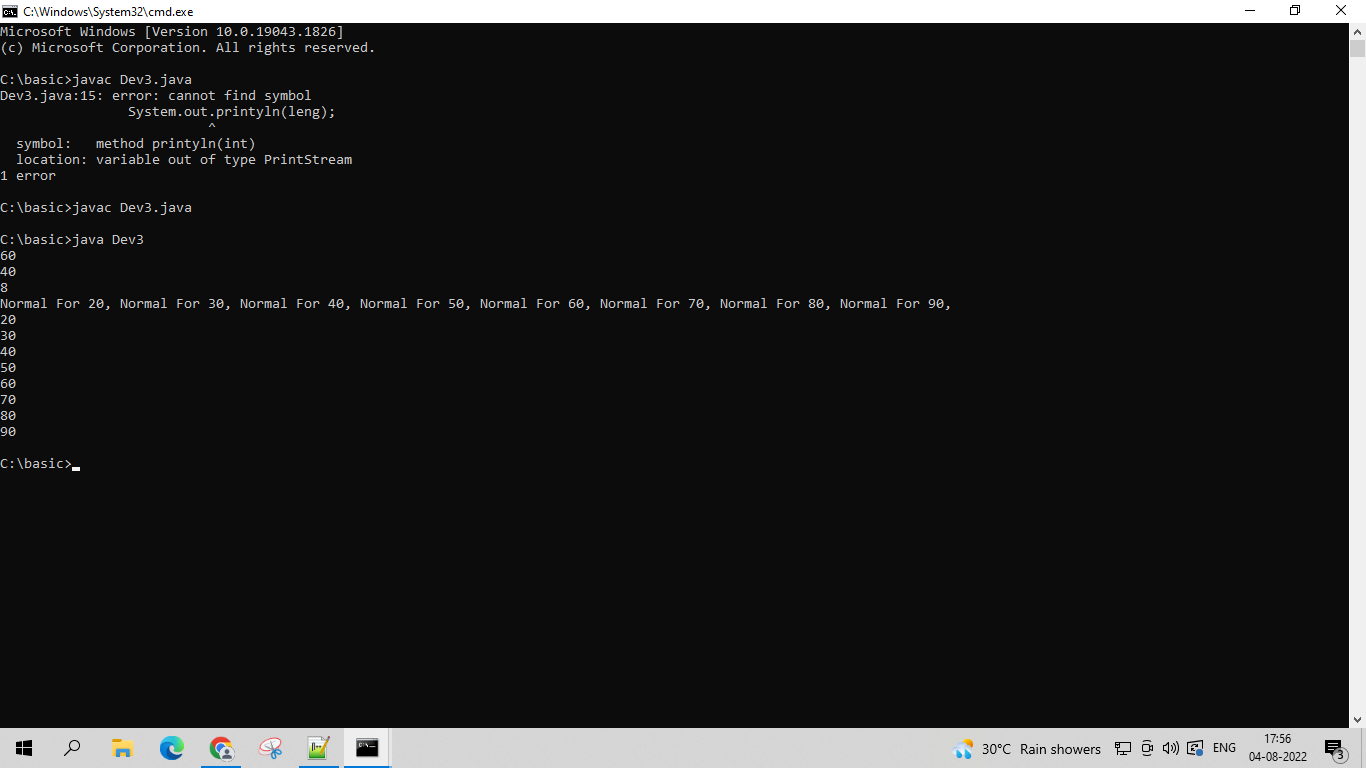 C:\Windows\System32\cmd.exe
Microsoft Windows [Version 10.0.19043.1826]
(c) Microsoft Corporation. All rights reserved.
C:\basic>javac Dev3.java
Dev3.java:15: error: cannot find symbol
System.out.printyln(leng);
^
symbol:   method printyln(int)
location: variable out of type PrintStream
1 error
C:\basic>javac Dev3.java
C:\basic>java Dev3
60
40
8
Normal For 20, Normal For 30, Normal For 40, Normal For 50, Normal For 60, Normal For 70, Normal For 80, Normal For 90,
20
30
40
50
60
70
80
90
C:\basic>
30°C Rain showers
ENG
17:56
04-08-2022
3